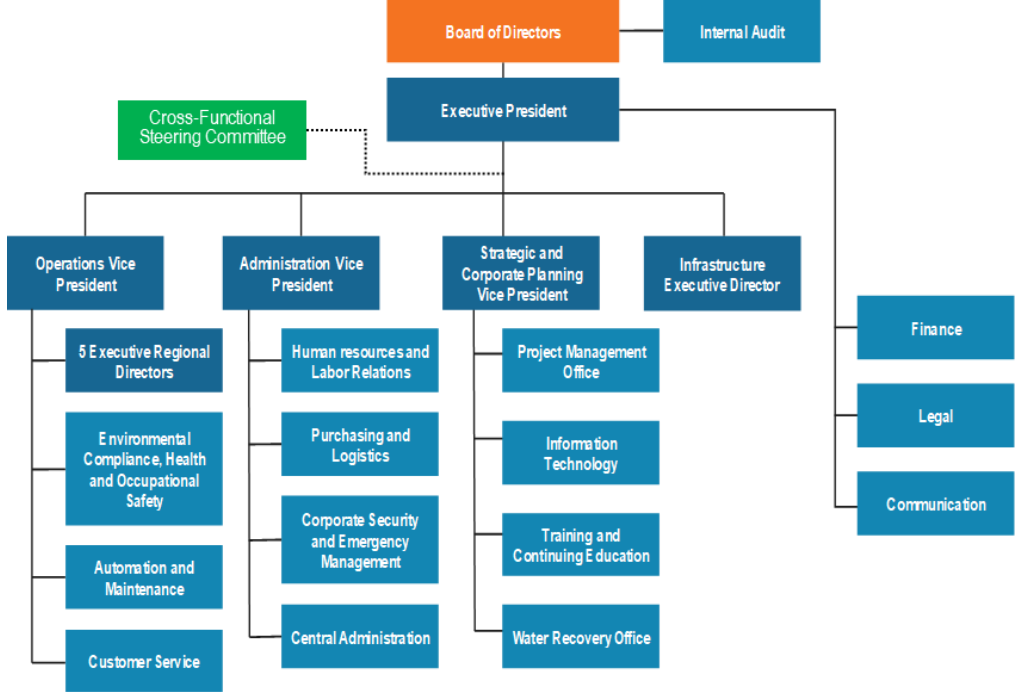 Board of Directors
Internal Audit
Executive President
Cross-Functional
Steering Committee
Operations Vice
President
Administration Vice
President
Strategic and
Corporate Planning
Vice President
Infrastructure
Executive Director
5 Executive Regional
Directors
Environmental
Compliance, Health
and Occupational
Safety
Automation and
Maintenance
Customer Service
Human resources and
Labor Relations
Purchasing and
Logistics
Corporate Security
and Emergency
Management
Central Administration
Project Management
Office
Information
Technology
Training and
Continuing Education
Water Recovery Office
Finance
Legal
Communication